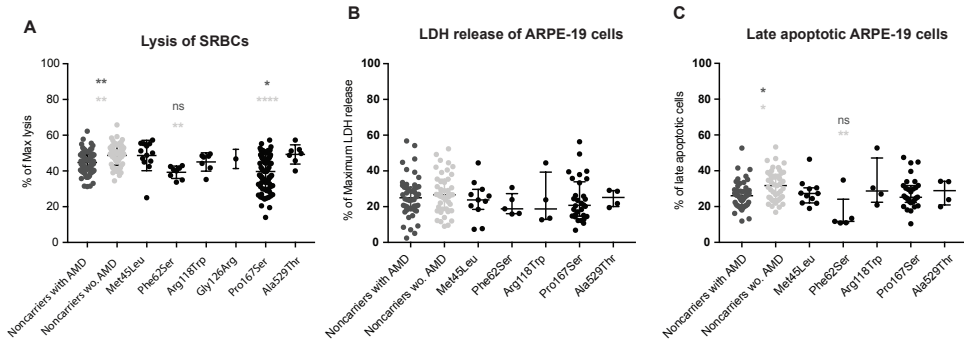 A
Lysis of SRBCs
% of Max lysis
100
80
60
40
20
0
**
**
ns
**
*
****
Noncarriers with AMD
Noncarriers wo. AMD
Met45Leu
Phe62Ser
Arg118Trp
Gly126Arg
Pro167Ser
Ala529Thr
B
LDH release of ARPE-19 cells
% of Maximum LDH release
100
80
60
40
20
0
Noncarriers with AMD
Noncarriers wo. AMD
Met45Leu
Phe62Ser
Arg118Trp
Pro167Ser
Ala529Thr
C
Late apoptotic ARPE-19 cells
% of late apoptotic cells
100
80
60
40
20
0
*
*
ns
**
Noncarriers with AMD
Noncarriers wo. AMD
Met45Leu
Phe62Ser
Arg118Trp
Pro167Ser
Ala529Thr